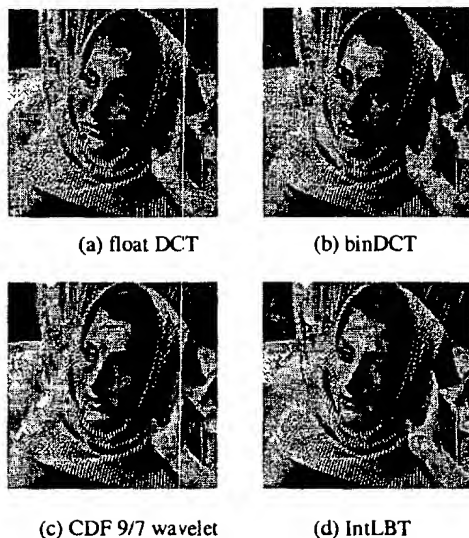 (a) float DCT
(b) binDCT
(c) CDF 9/7 wavelet
(d) IntLBT